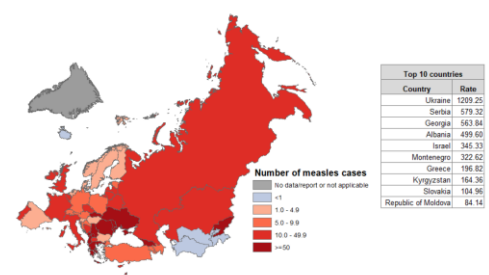 Number of measles cases
No data/report or not applicable
<1
1.0 - 4.9
5.0 - 9.9
10.0 - 49.9
>=50
Top 10 countries
Country Rate
Ukraine 1209.25
Serbia 579.32
Georgia 563.84
Albania 499.60
Israel 345.33
Montenegro 322.62
Greece 196.82
Kyrgyzstan 164.36
Slovakia 104.96
Republic of Moldova 84.14